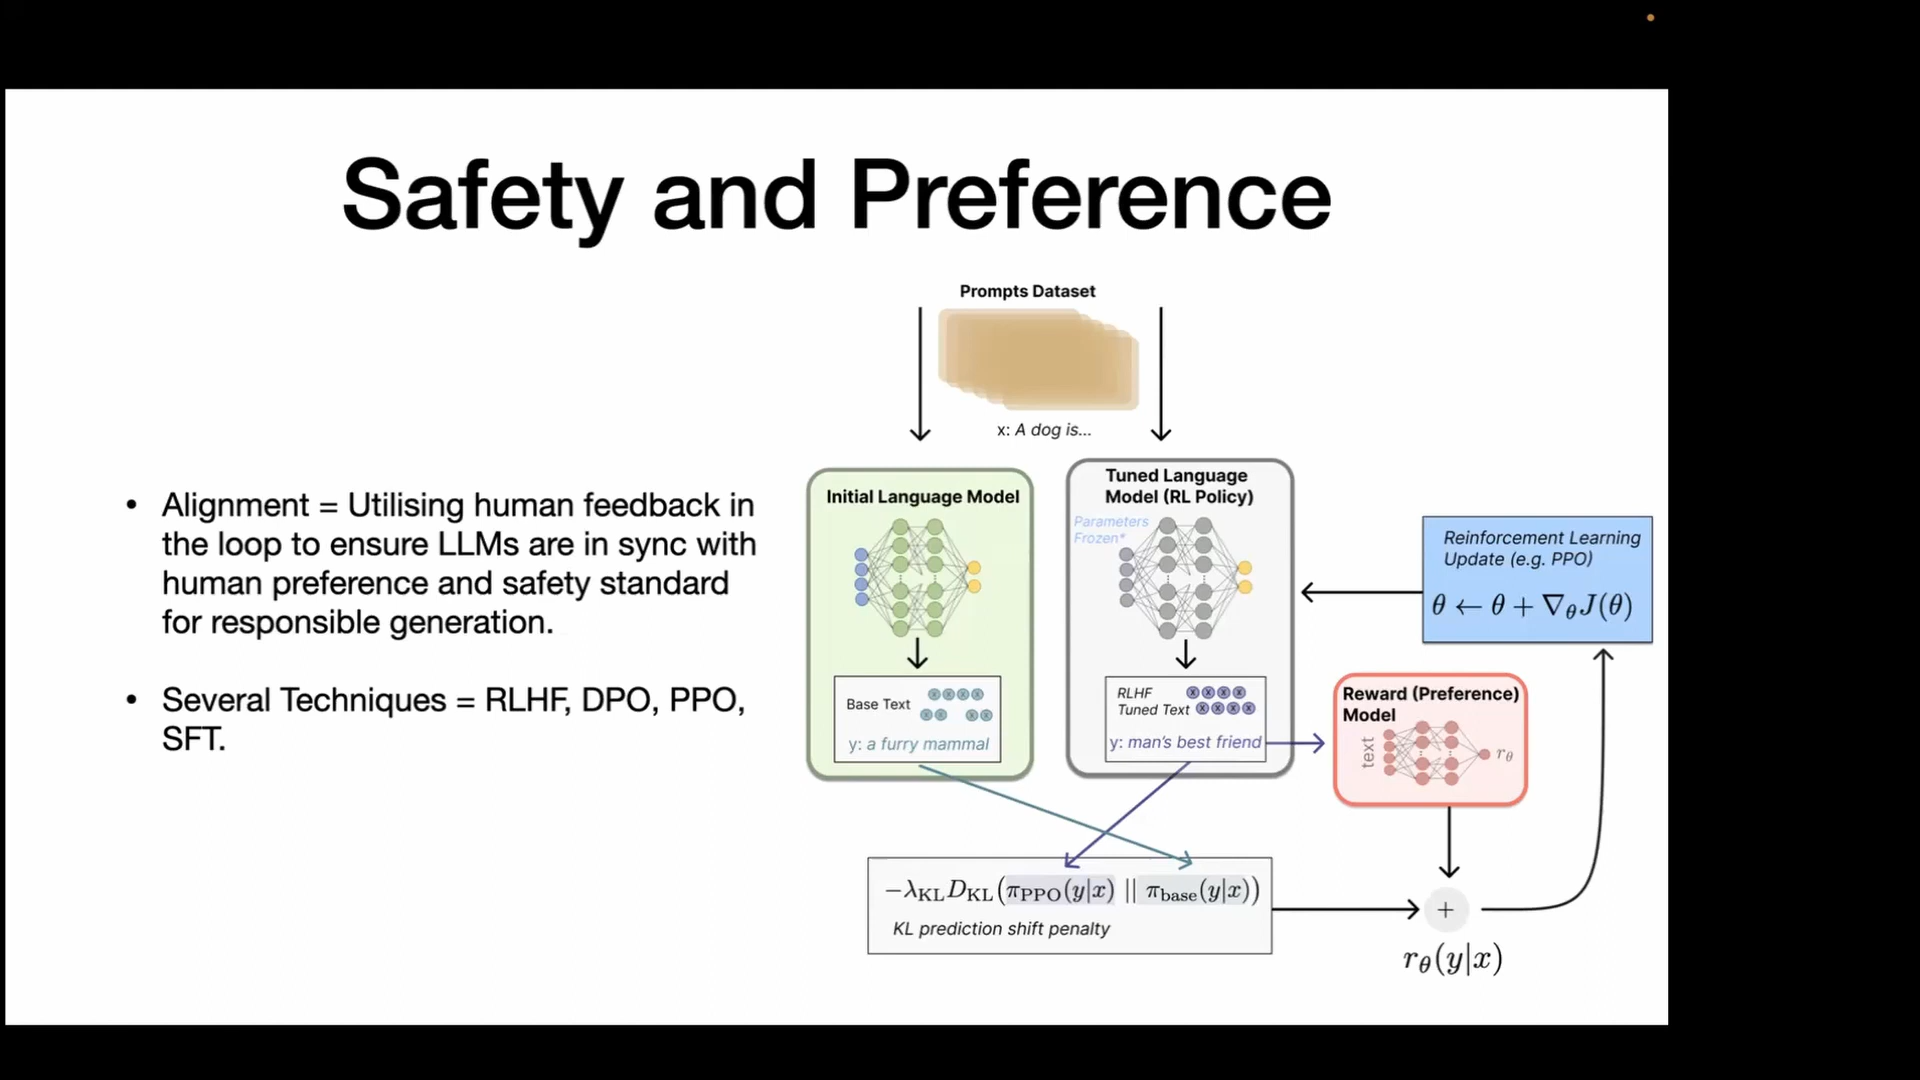 Safety and Preference
• Alignment = Utilising human feedback in
the loop to ensure LLMs are in sync with
human preference and safety standard
for responsible generation.
• Several Techniques = RLHF, DPO, PPO,
SFT.
Prompts Dataset
x: A dog is...
Initial Language Model
Base Text
x x x x
x x x x
y: a furry mammal
Tuned Language
Model (RL Policy)
Parameters
Frozen*
RLHF
Tuned Text
x x x x
x x x x
y: man's best friend
Reinforcement Learning
Update (e.g. PPO)
θ ← θ + ∇θJ(θ)
Reward (Preference)
Model
text
rθ
−λKL DKL(πPPO(y|x) || πbase(y|x))
KL prediction shift penalty
+
rθ(y|x)